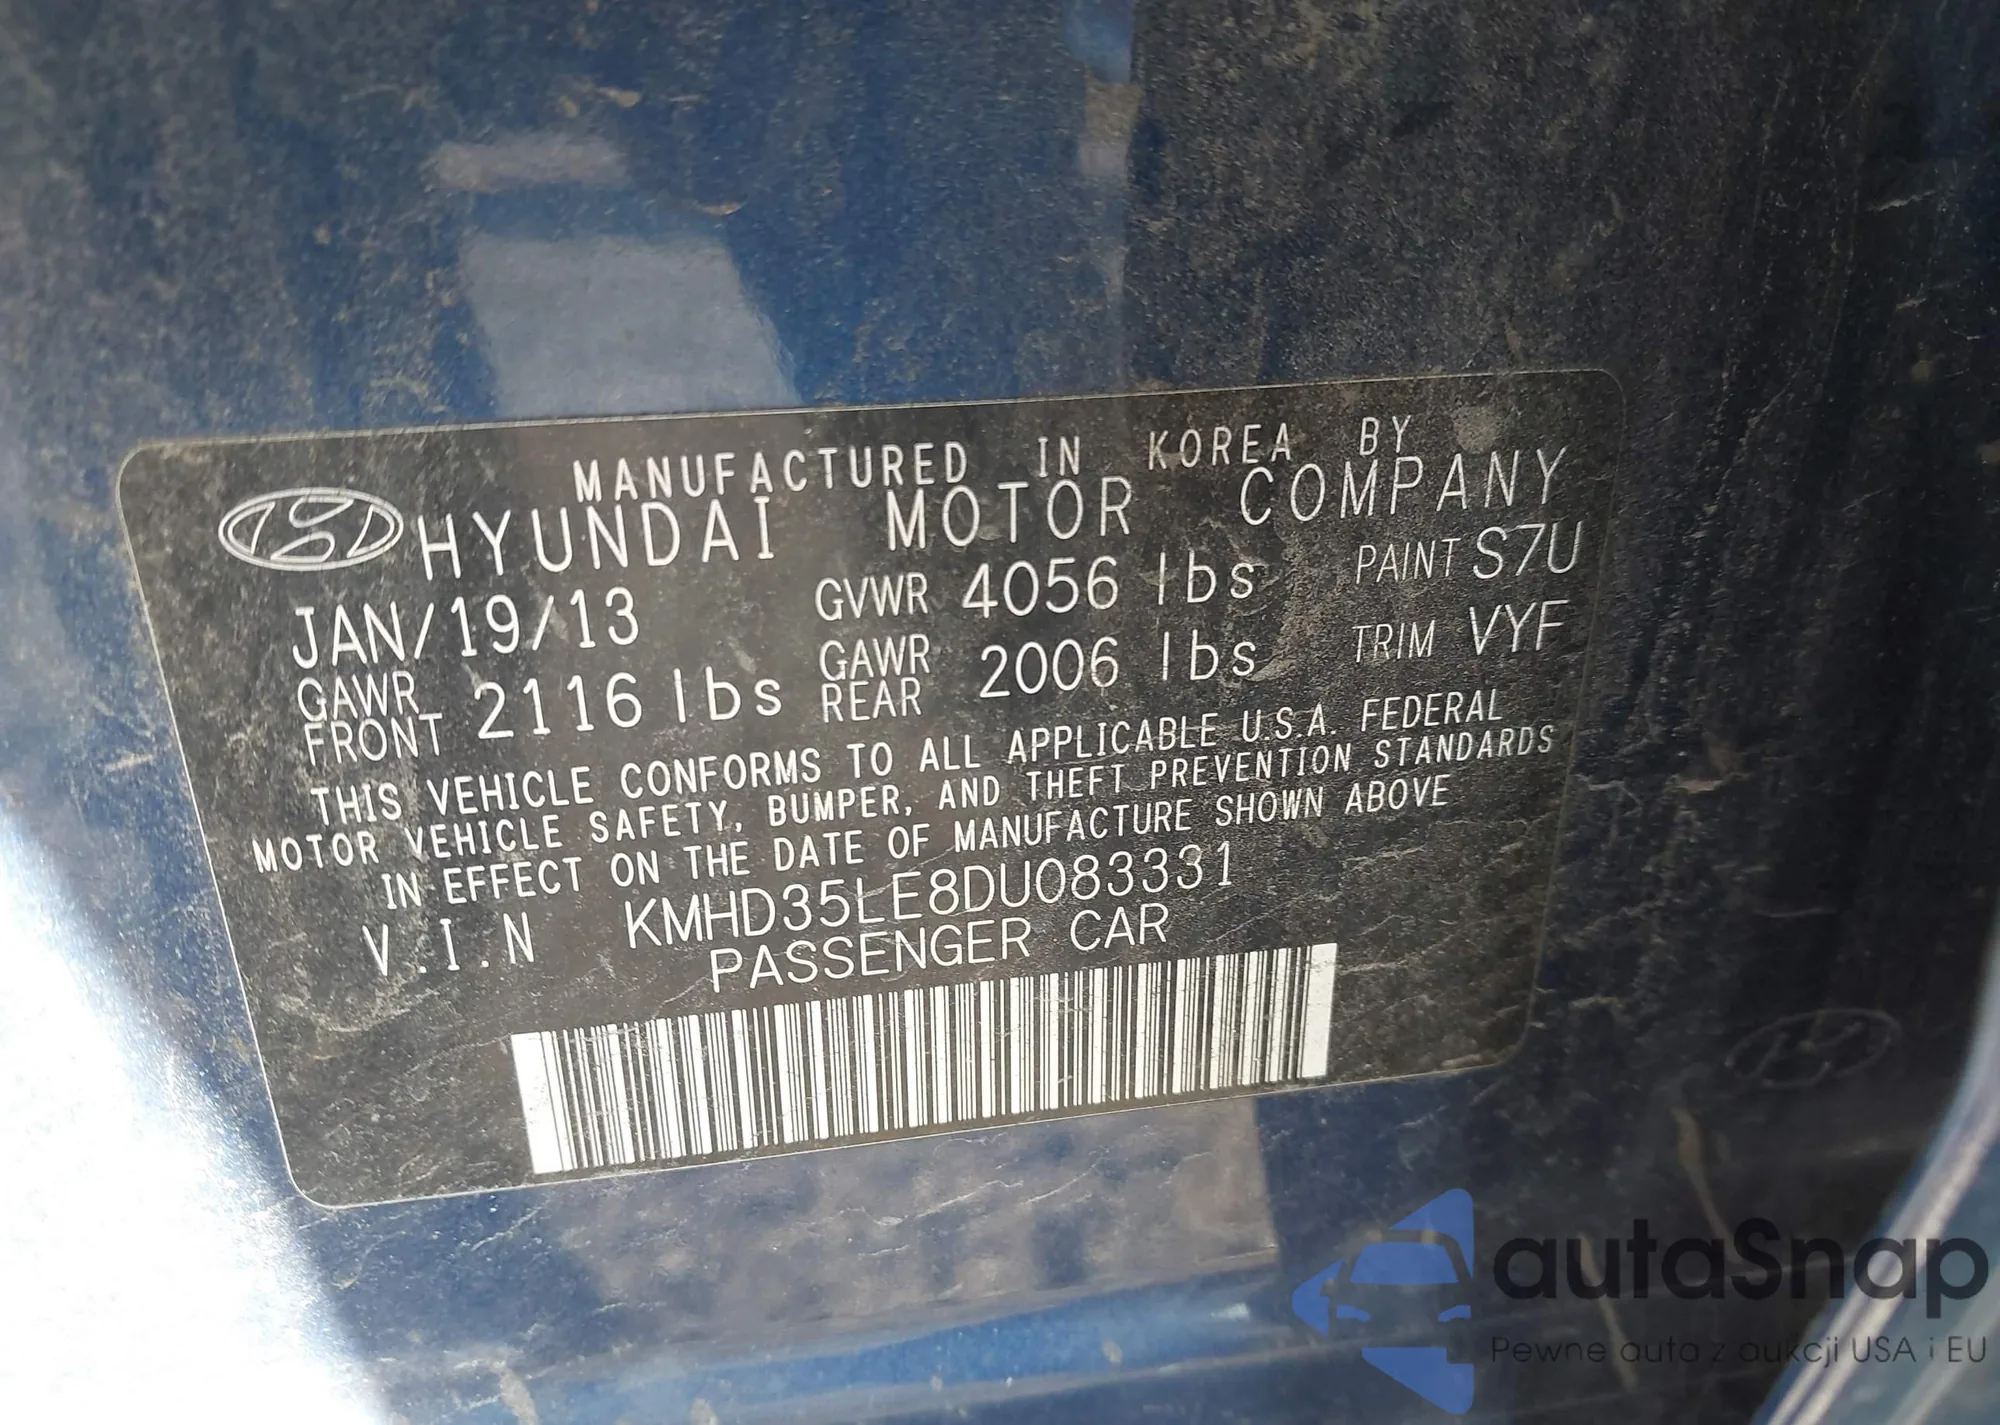 MANUFACTURED IN KOREA BY
HYUNDAI MOTOR COMPANY
JAN/19/13 GVWR 4056 lbs PAINT S7U
GAWR FRONT 2116 lbs GAWR REAR 2006 lbs TRIM VYF
THIS VEHICLE CONFORMS TO ALL APPLICABLE U.S.A. FEDERAL
MOTOR VEHICLE SAFETY, BUMPER, AND THEFT PREVENTION STANDARDS
IN EFFECT ON THE DATE OF MANUFACTURE SHOWN ABOVE
V.I.N KMHD35LE8DU083331
PASSENGER CAR
autaSnap
Pewne auta z aukcji USA i EU